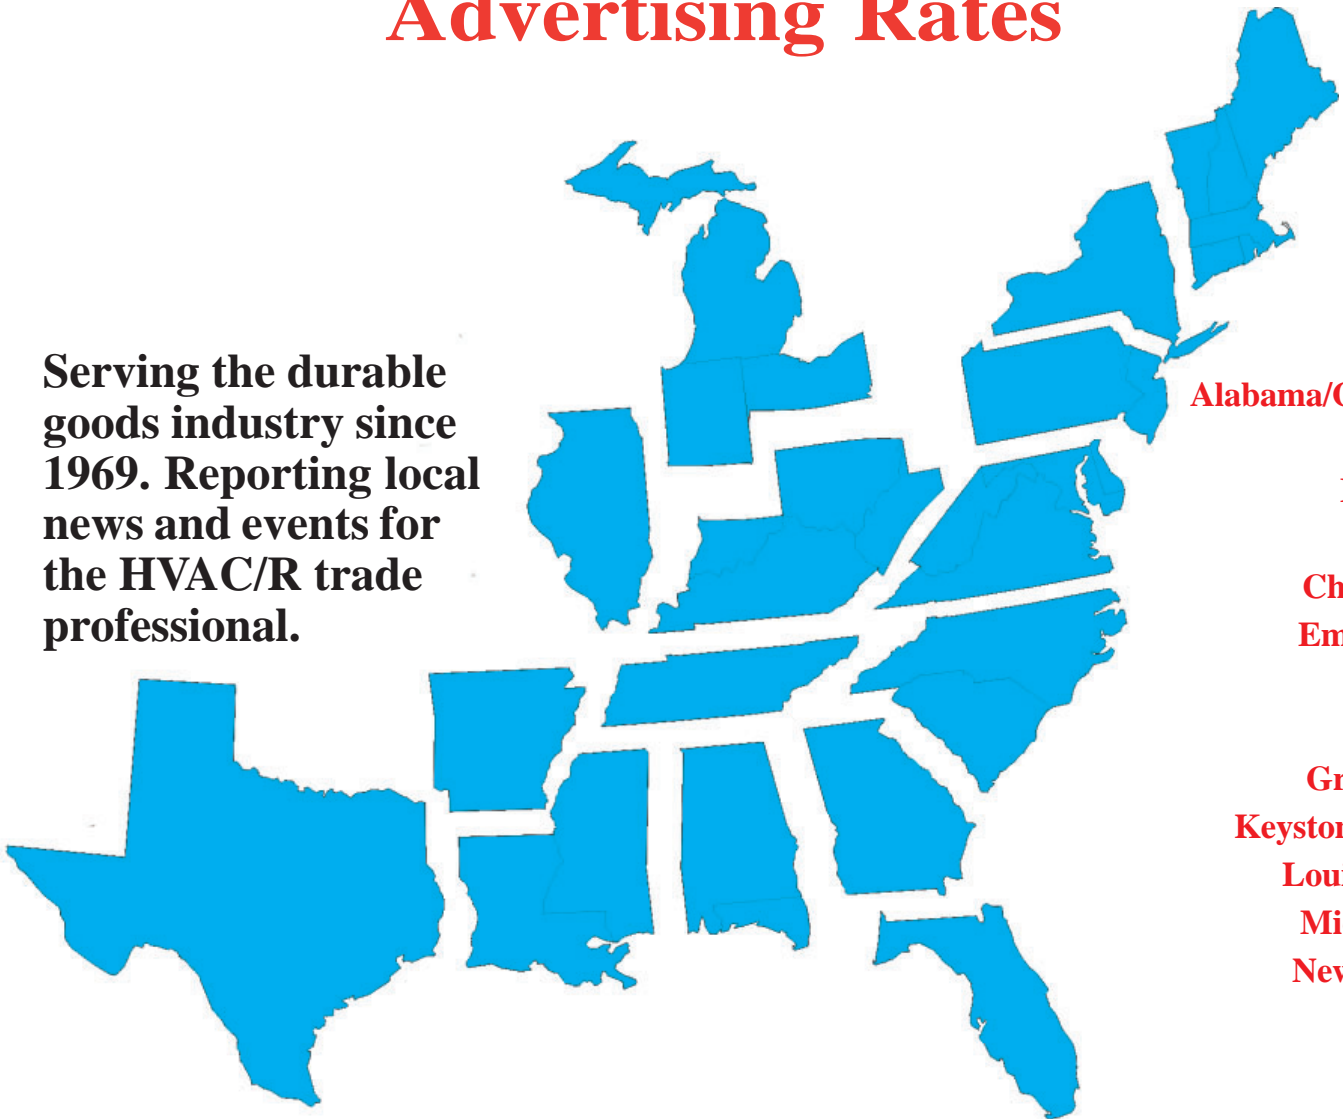 Advertising Rates
Serving the durable
goods industry since
1969. Reporting local
news and events for
the HVAC/R trade
professional.
Alabama/